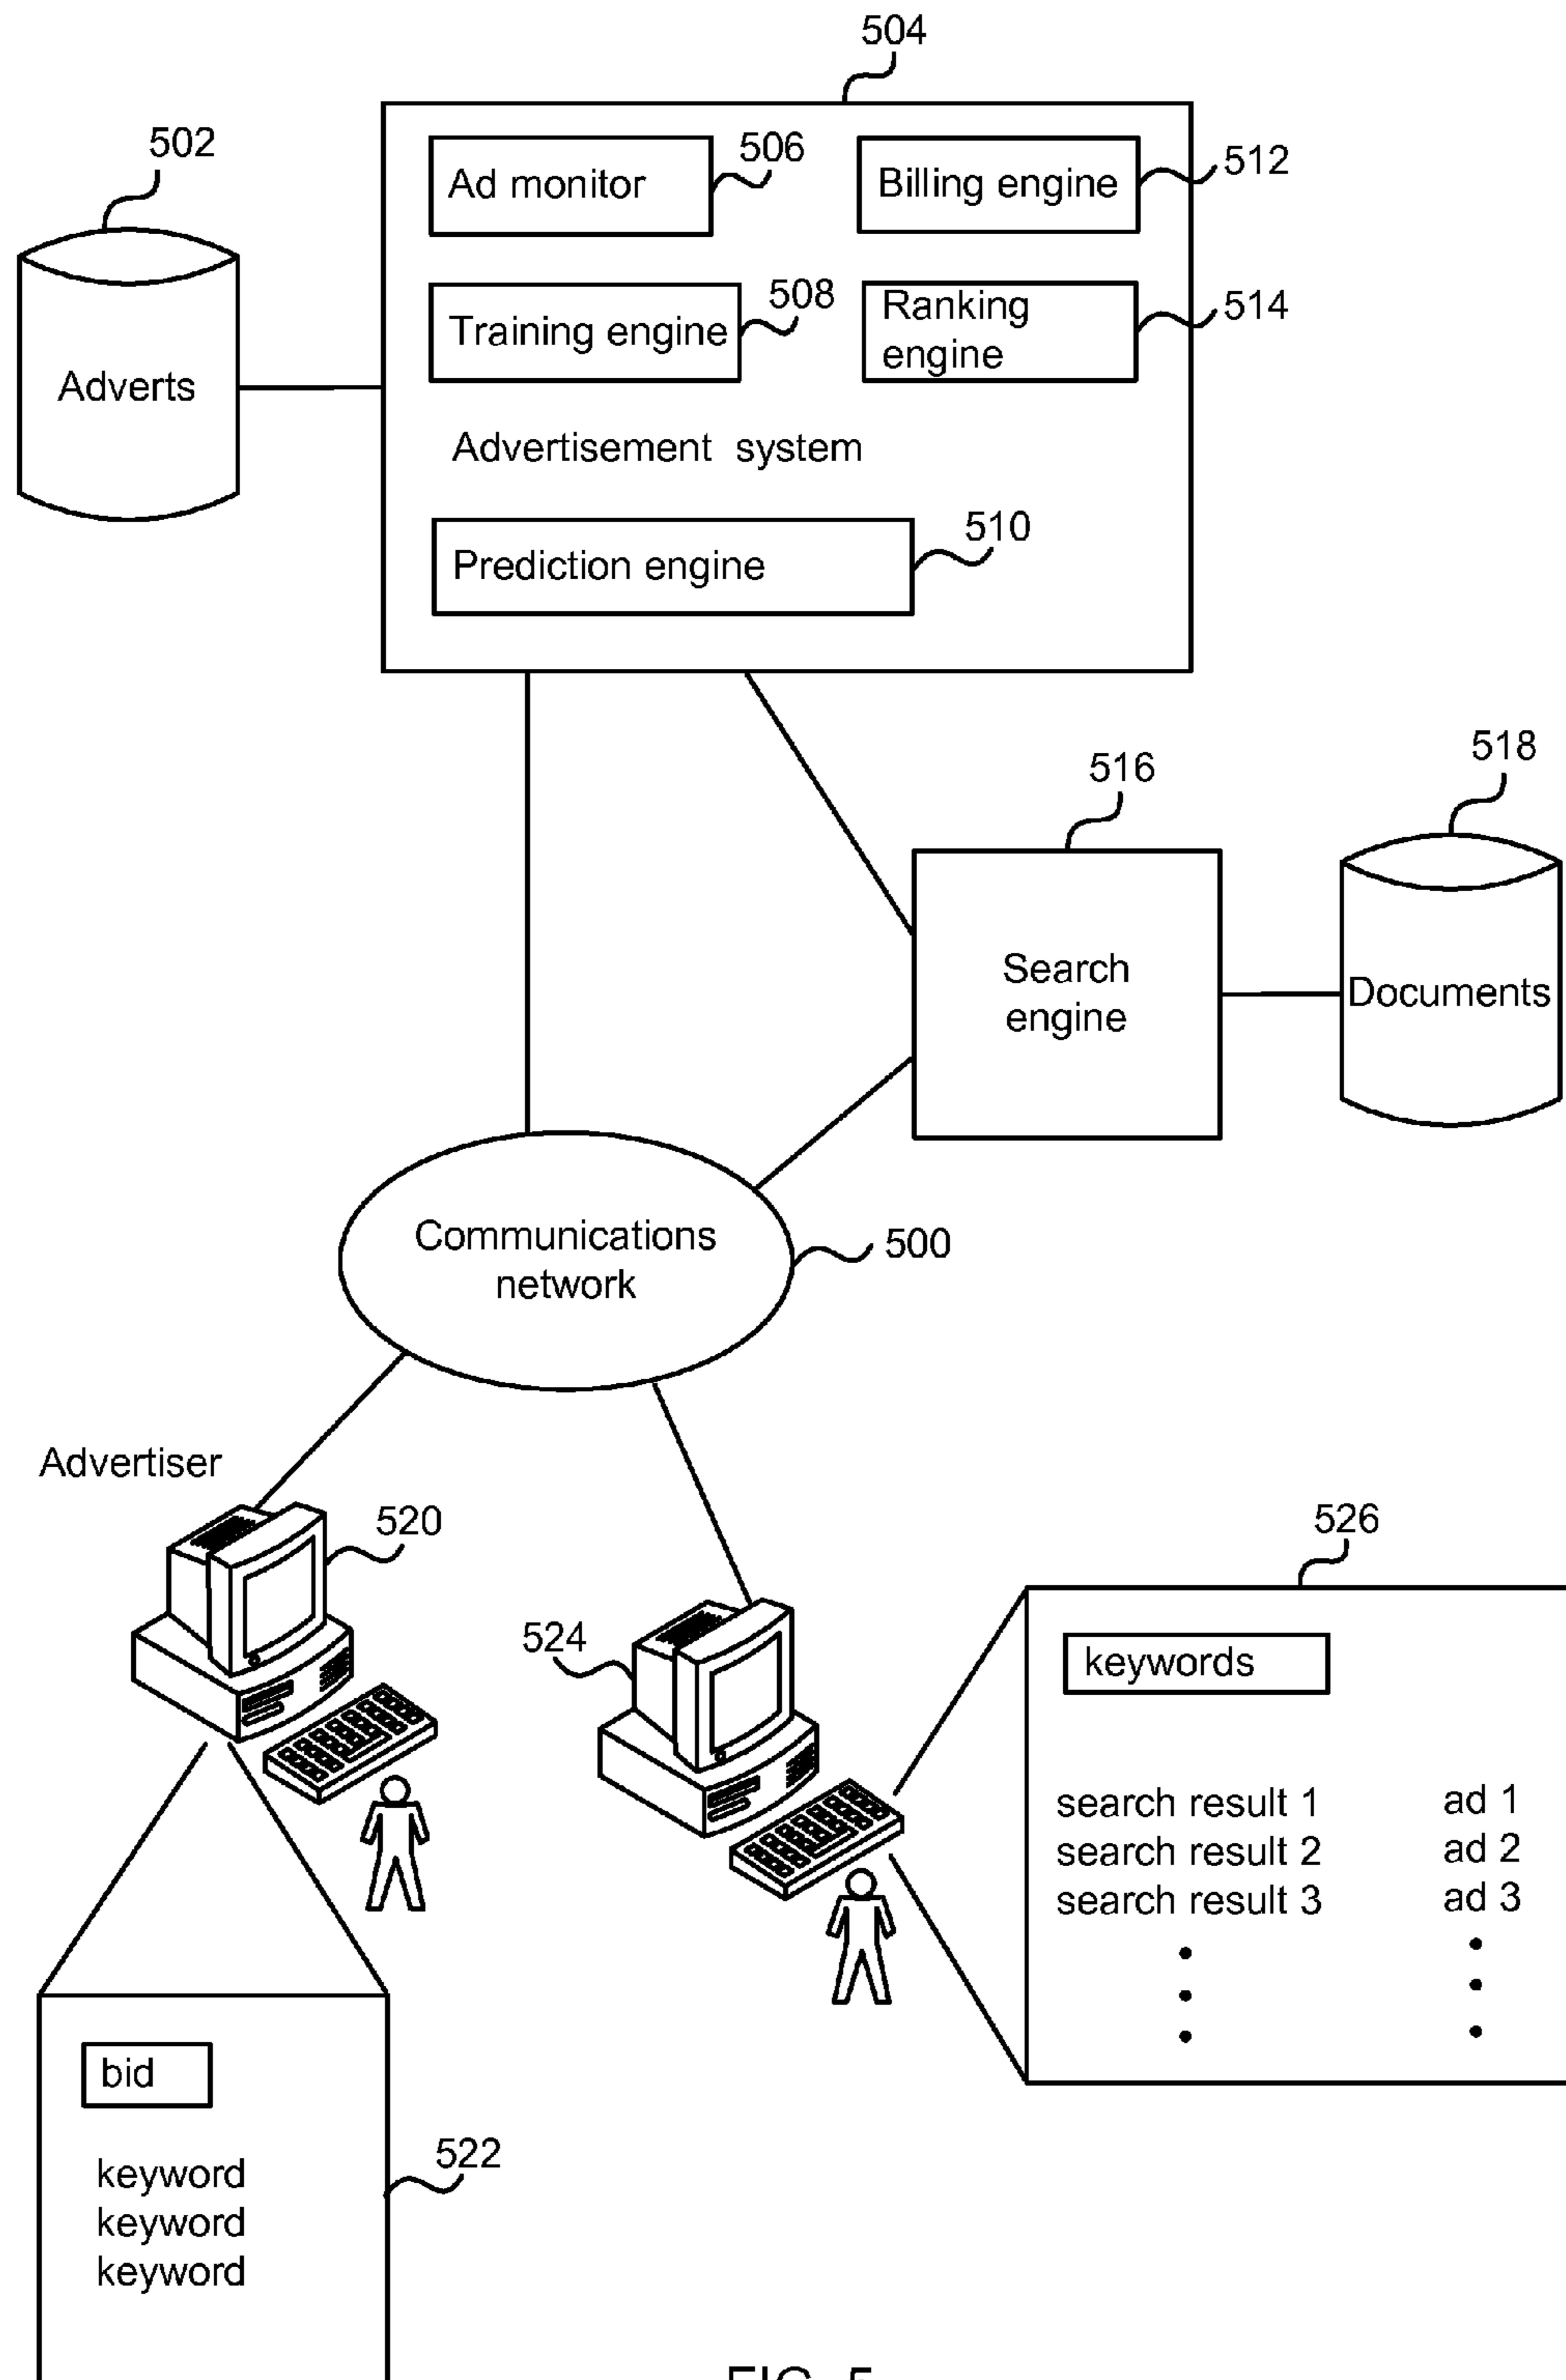 504
502
Ad monitor
506
Billing engine
512
Training engine
508
Ranking
engine
514
Adverts
Advertisement system
Prediction engine
510
516
518
Search
engine
Documents
Communications
network
500
Advertiser
520
524
526
keywords
search result 1 ad 1
search result 2 ad 2
search result 3 ad 3
bid
522
keyword
keyword
keyword
FIG. 5